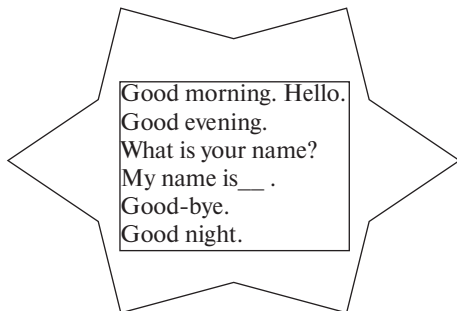 Good morning. Hello.
Good evening.
What is your name?
My name is__ .
Good-bye.
Good night.